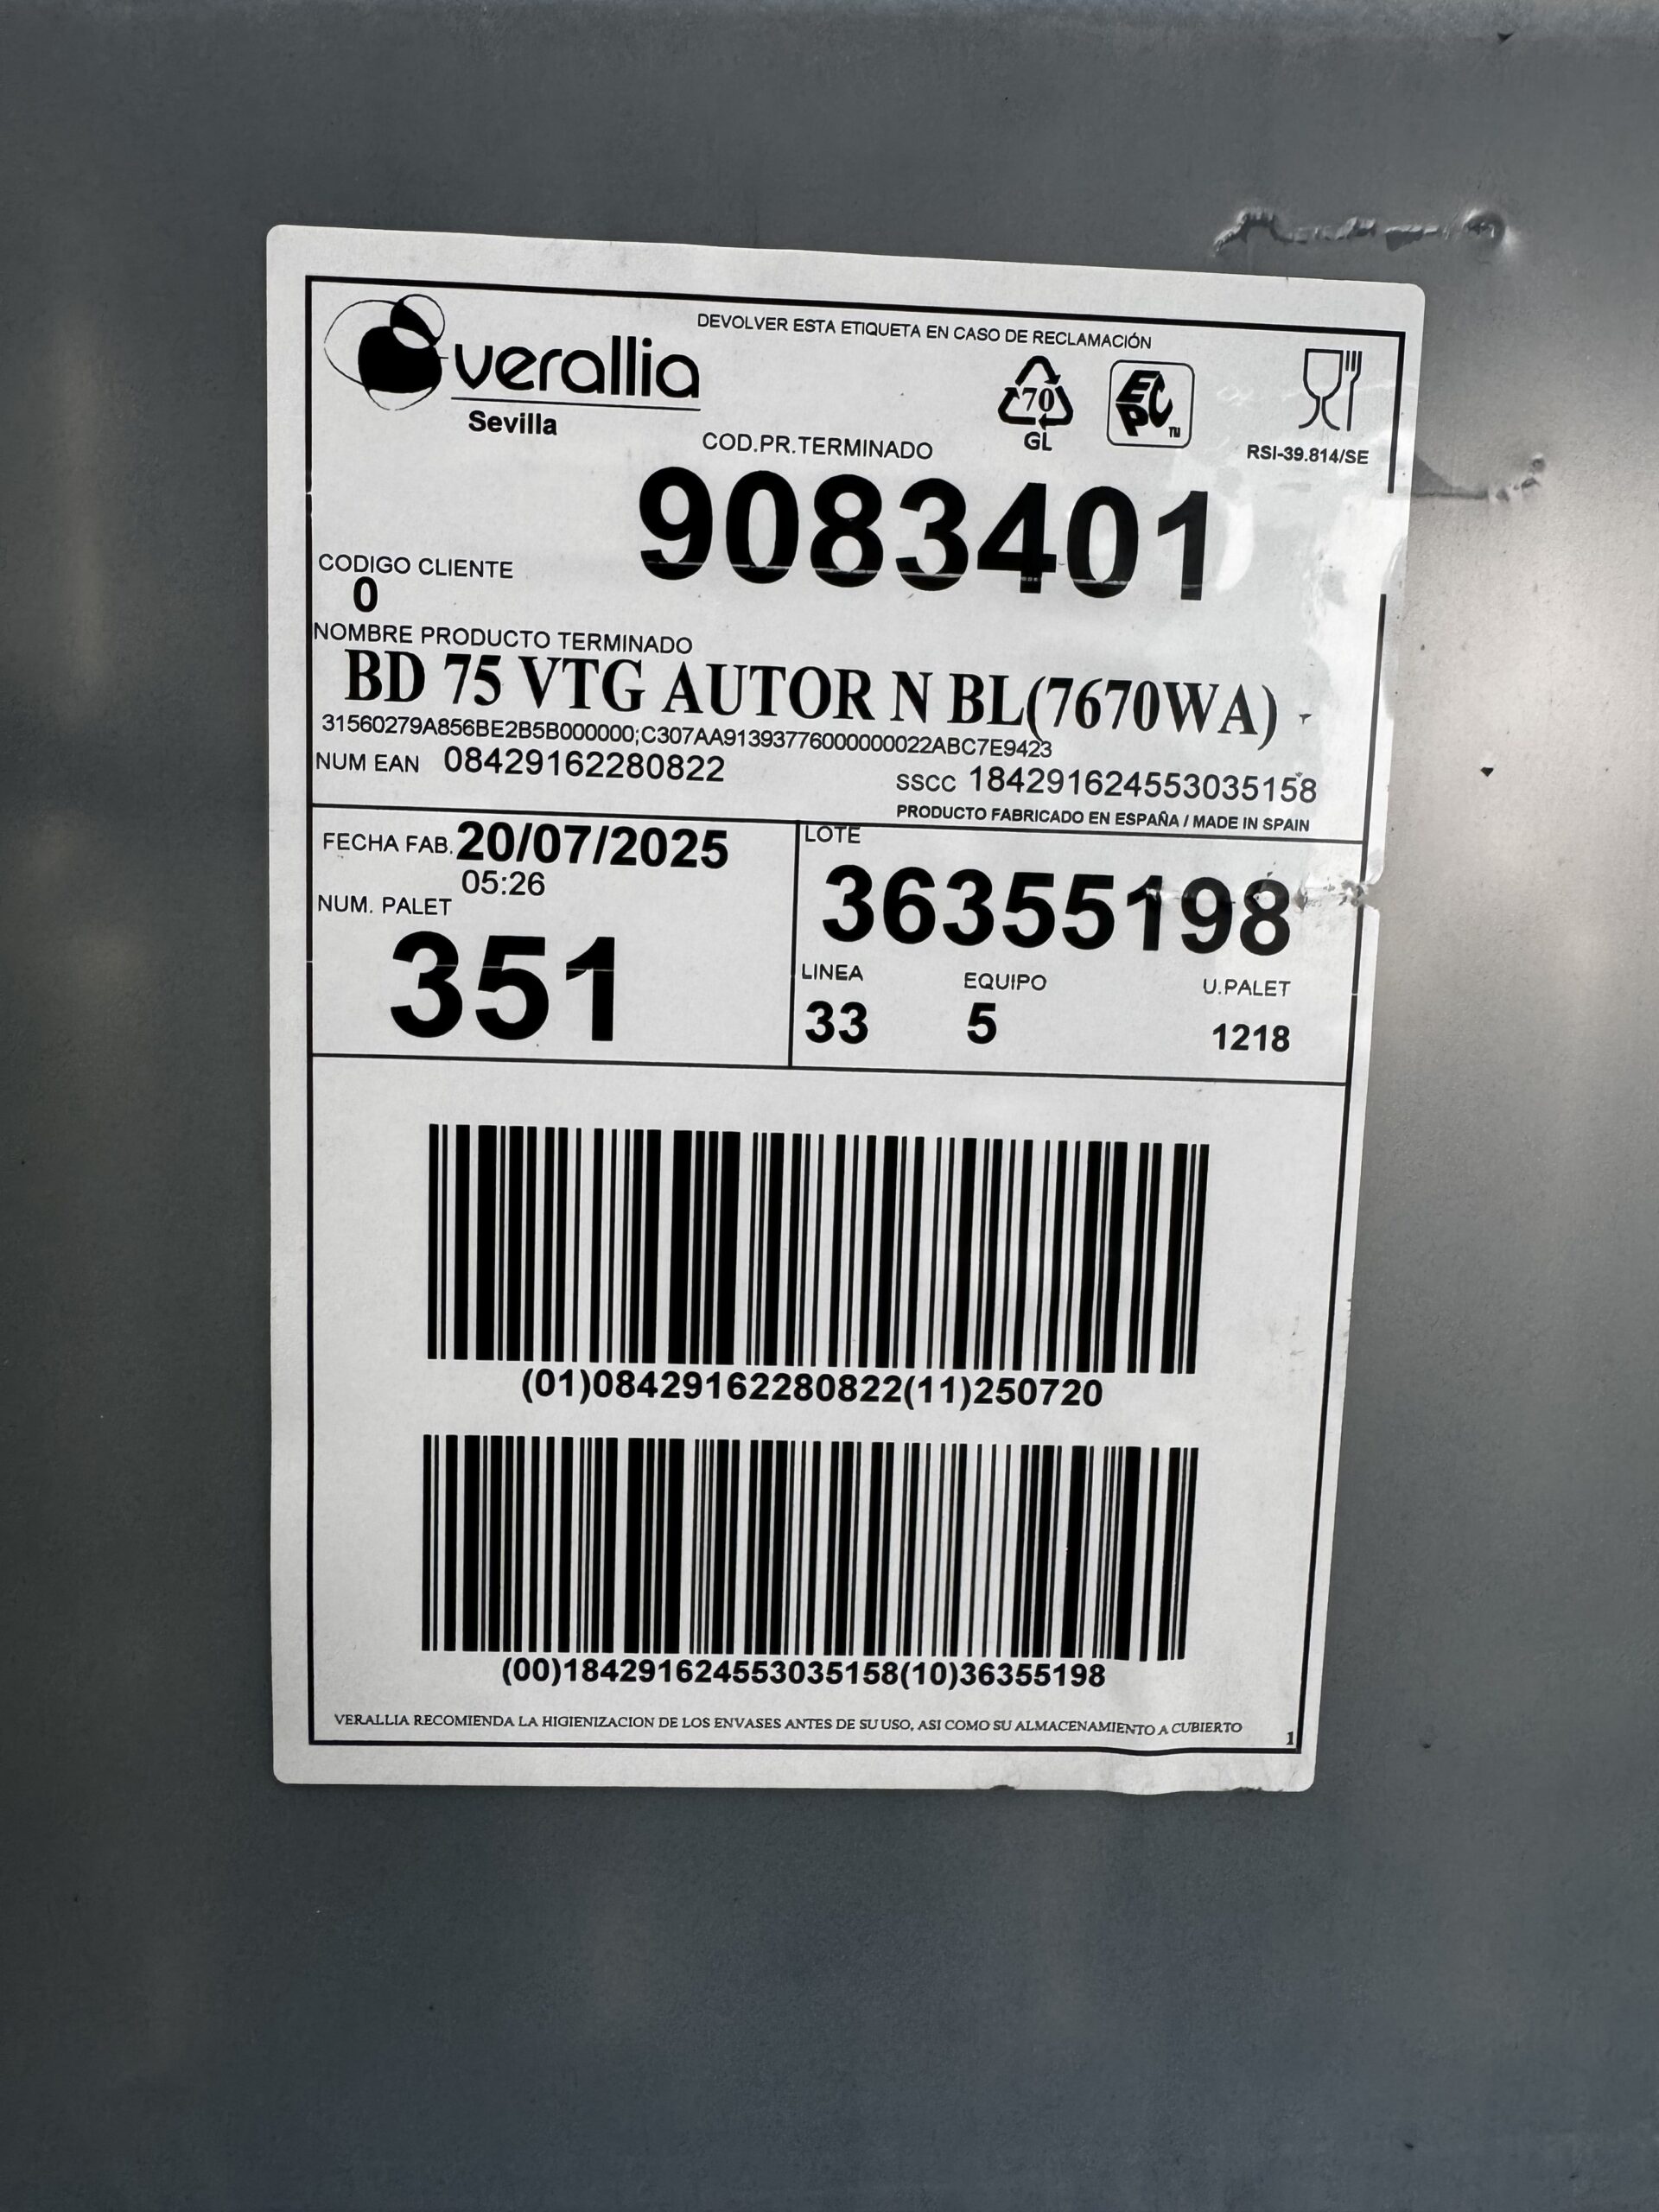 DEVOLVER ESTA ETIQUETA EN CASO DE RECLAMACIÓN
verallia
Sevilla
70
GL
EPC
TM
RSI-39.814/SE
COD.PR.TERMINADO
9083401
CODIGO CLIENTE
0
NOMBRE PRODUCTO TERMINADO
BD 75 VTG AUTOR N BL(7670WA)
31560279A856BE2B5B000000;C307AA91393776000000022ABC7E9423
NUM EAN 08429162280822
SSCC 184291624553035158
PRODUCTO FABRICADO EN ESPAÑA / MADE IN SPAIN
FECHA FAB. 20/07/2025
05:26
NUM. PALET
351
LOTE
36355198
LINEA EQUIPO U.PALET
33 5 1218
(01)08429162280822(11)250720
(00)184291624553035158(10)36355198
VERALLIA RECOMIENDA LA HIGIENIZACION DE LOS ENVASES ANTES DE SU USO, ASI COMO SU ALMACENAMIENTO A CUBIERTO
1